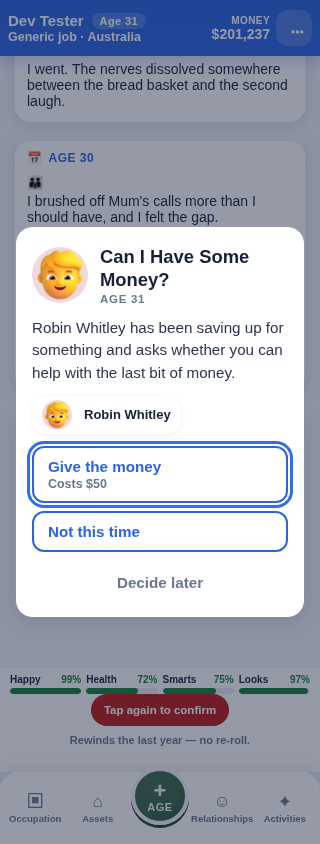 Dev Tester Age 31
Generic job · Australia
MONEY
$201,237
...
I went. The nerves dissolved somewhere
between the bread basket and the second
laugh.
AGE 30
I brushed off Mum's calls more than I
should have, and I felt the gap.
Can I Have Some
Money?
AGE 31
Robin Whitley has been saving up for
something and asks whether you can
help with the last bit of money.
Robin Whitley
Give the money
Costs $50
Not this time
Decide later
Happy 99% Health 72% Smarts 75% Looks 97%
Tap again to confirm
Rewinds the last year — no re-roll.
+
AGE
Occupation Assets Relationships Activities